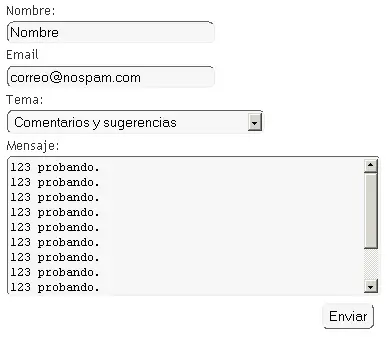 Nombre:
Nombre
Email
correo@nospam.com
Tema:
Comentarios y sugerencias
Mensaje:
123 probando.
123 probando.
123 probando.
123 probando.
123 probando.
123 probando.
123 probando.
123 probando.
123 probando.
Enviar